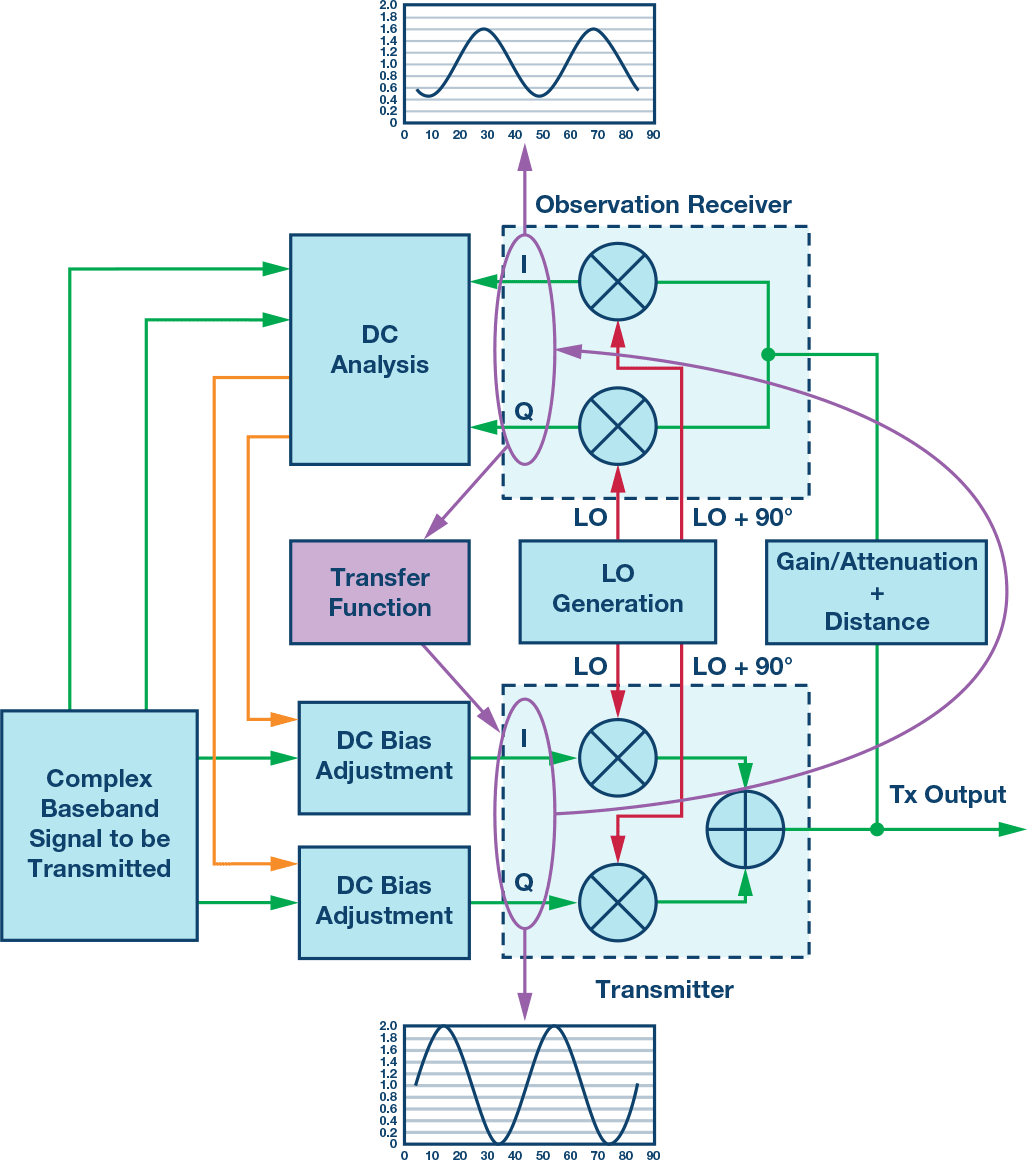 2.0
1.8
1.6
1.4
1.2
1.0
0.8
0.6
0.4
0.2
0
0 10 20 30 40 50 60 70 80 90
Observation Receiver
I
DC
Analysis
Q
LO
LO + 90°
Transfer
Function
LO
Generation
Gain/Attenuation
+
Distance
LO
LO + 90°
Complex
Baseband
Signal to be
Transmitted
DC Bias
Adjustment
I
Tx Output
DC Bias
Adjustment
Q
Transmitter
2.0
1.8
1.6
1.4
1.2
1.0
0.8
0.6
0.4
0.2
0
0 10 20 30 40 50 60 70 80 90